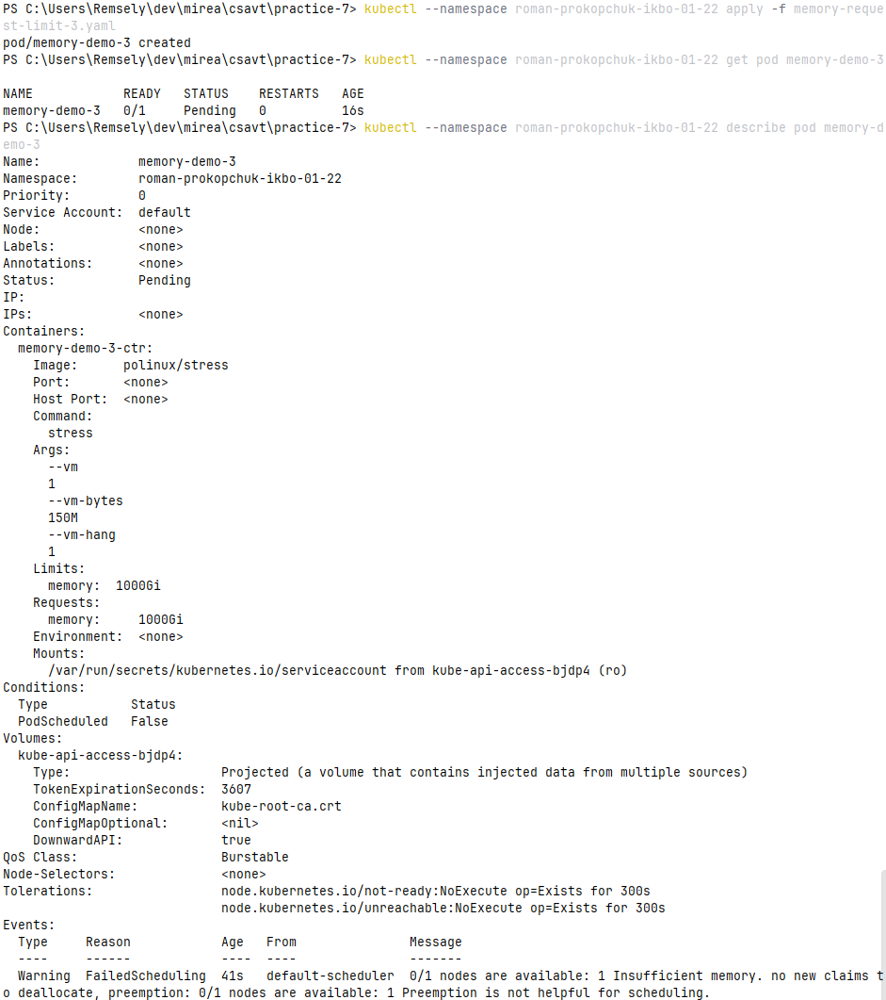 PS C:\Users\Remsely\dev\mirea\csavt\practice-7> kubectl --namespace roman-prokopchuk-ikbo-01-22 apply -f memory-reque
st-limit-3.yaml
pod/memory-demo-3 created
PS C:\Users\Remsely\dev\mirea\csavt\practice-7> kubectl --namespace roman-prokopchuk-ikbo-01-22 get pod memory-demo-3
NAME            READY   STATUS    RESTARTS   AGE
memory-demo-3   0/1     Pending   0          16s
PS C:\Users\Remsely\dev\mirea\csavt\practice-7> kubectl --namespace roman-prokopchuk-ikbo-01-22 describe pod memory-d
emo-3
Name:             memory-demo-3
Namespace:        roman-prokopchuk-ikbo-01-22
Priority:         0
Service Account:  default
Node:             <none>
Labels:           <none>
Annotations:      <none>
Status:           Pending
IP:
IPs:              <none>
Containers:
  memory-demo-3-ctr:
    Image:      polinux/stress
    Port:       <none>
    Host Port:  <none>
    Command:
      stress
    Args:
      --vm
      1
      --vm-bytes
      150M
      --vm-hang
      1
    Limits:
      memory:  1000Gi
    Requests:
      memory:     1000Gi
    Environment:  <none>
    Mounts:
      /var/run/secrets/kubernetes.io/serviceaccount from kube-api-access-bjdp4 (ro)
Conditions:
  Type           Status
  PodScheduled   False
Volumes:
  kube-api-access-bjdp4:
    Type:                    Projected (a volume that contains injected data from multiple sources)
    TokenExpirationSeconds:  3607
    ConfigMapName:           kube-root-ca.crt
    ConfigMapOptional:       <nil>
    DownwardAPI:             true
QoS Class:                   Burstable
Node-Selectors:              <none>
Tolerations:                 node.kubernetes.io/not-ready:NoExecute op=Exists for 300s
                             node.kubernetes.io/unreachable:NoExecute op=Exists for 300s
Events:
  Type     Reason            Age   From               Message
  ----     ------            ----  ----               -------
  Warning  FailedScheduling  41s   default-scheduler  0/1 nodes are available: 1 Insufficient memory. no new claims t
o deallocate, preemption: 0/1 nodes are available: 1 Preemption is not helpful for scheduling.